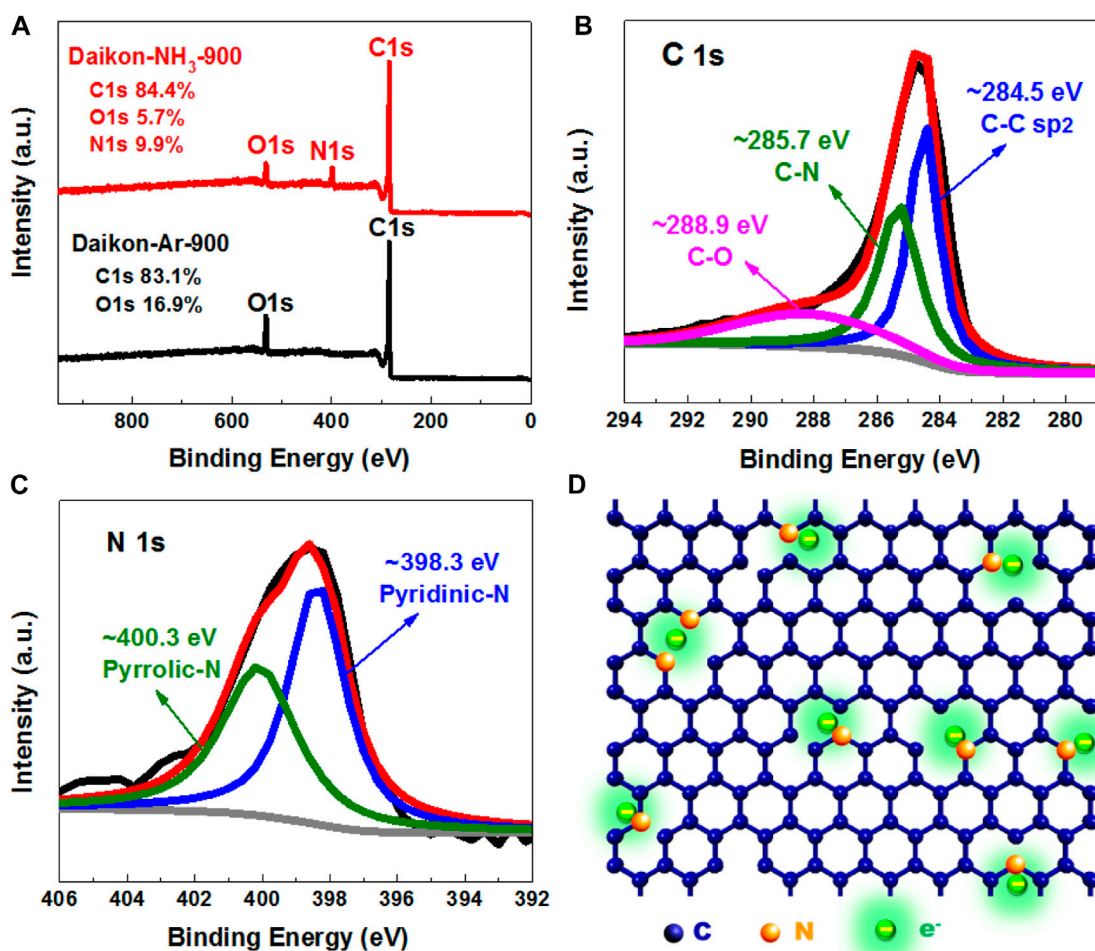 A
Daikon-NH3-900
C1s 84.4%
O1s 5.7%
N1s 9.9%
C1s
O1s
N1s
Daikon-Ar-900
C1s 83.1%
O1s 16.9%
C1s
O1s
Intensity (a.u.)
800
600
400
200
0
Binding Energy (eV)
B
C 1s
~284.5 eV
C-C sp2
~285.7 eV
C-N
~288.9 eV
C-O
Intensity (a.u.)
294
292
290
288
286
284
282
280
Binding Energy (eV)
C
N 1s
~398.3 eV
Pyridinic-N
~400.3 eV
Pyrrolic-N
Intensity (a.u.)
406
404
402
400
398
396
394
392
Binding Energy (eV)
D
C
N
e-